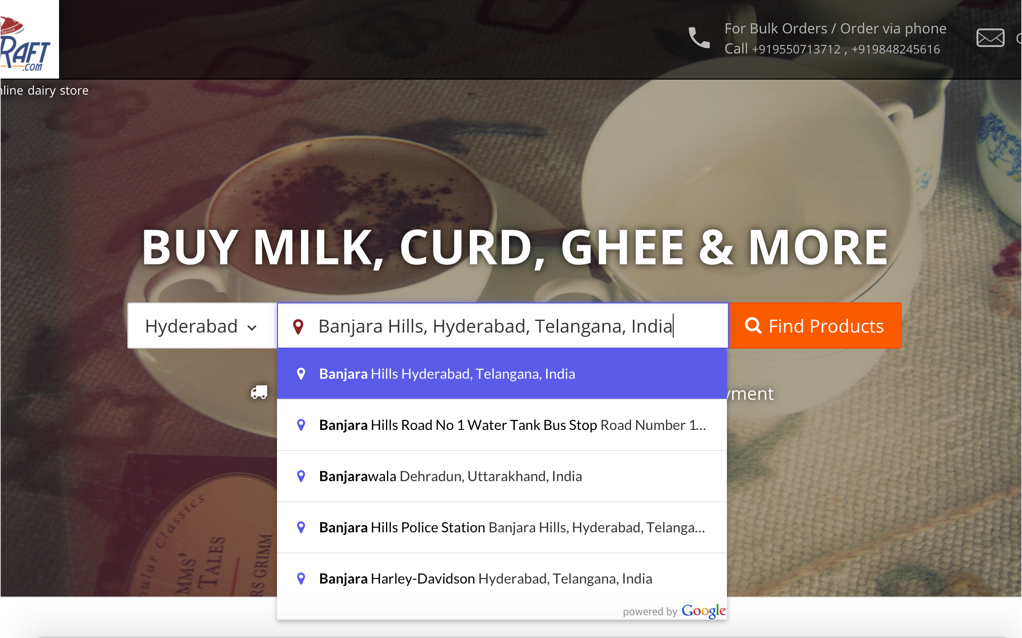 RAFT
.COM
For Bulk Orders / Order via phone
Call +919550713712 , +919848245616
line dairy store
BUY MILK, CURD, GHEE & MORE
Hyderabad
Banjara Hills, Hyderabad, Telangana, India
Find Products
Banjara Hills Hyderabad, Telangana, India
Banjara Hills Road No 1 Water Tank Bus Stop Road Number 1...
Banjarawala Dehradun, Uttarakhand, India
Banjara Hills Police Station Banjara Hills, Hyderabad, Telanga...
Banjara Harley-Davidson Hyderabad, Telangana, India
powered by Google
yment
ular Classics
MMS'
TALES
RS GRIMM